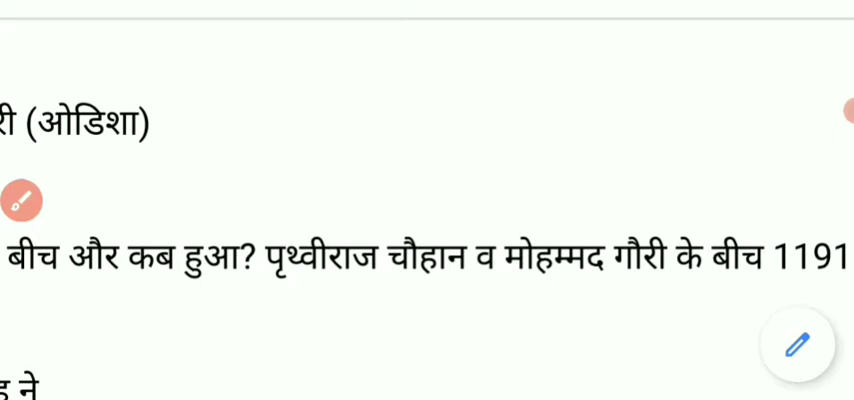 (ओडिशा)
बीच और कब हुआ? पृथ्वीराज चौहान व मोहम्मद गौरी के बीच 1191
ने